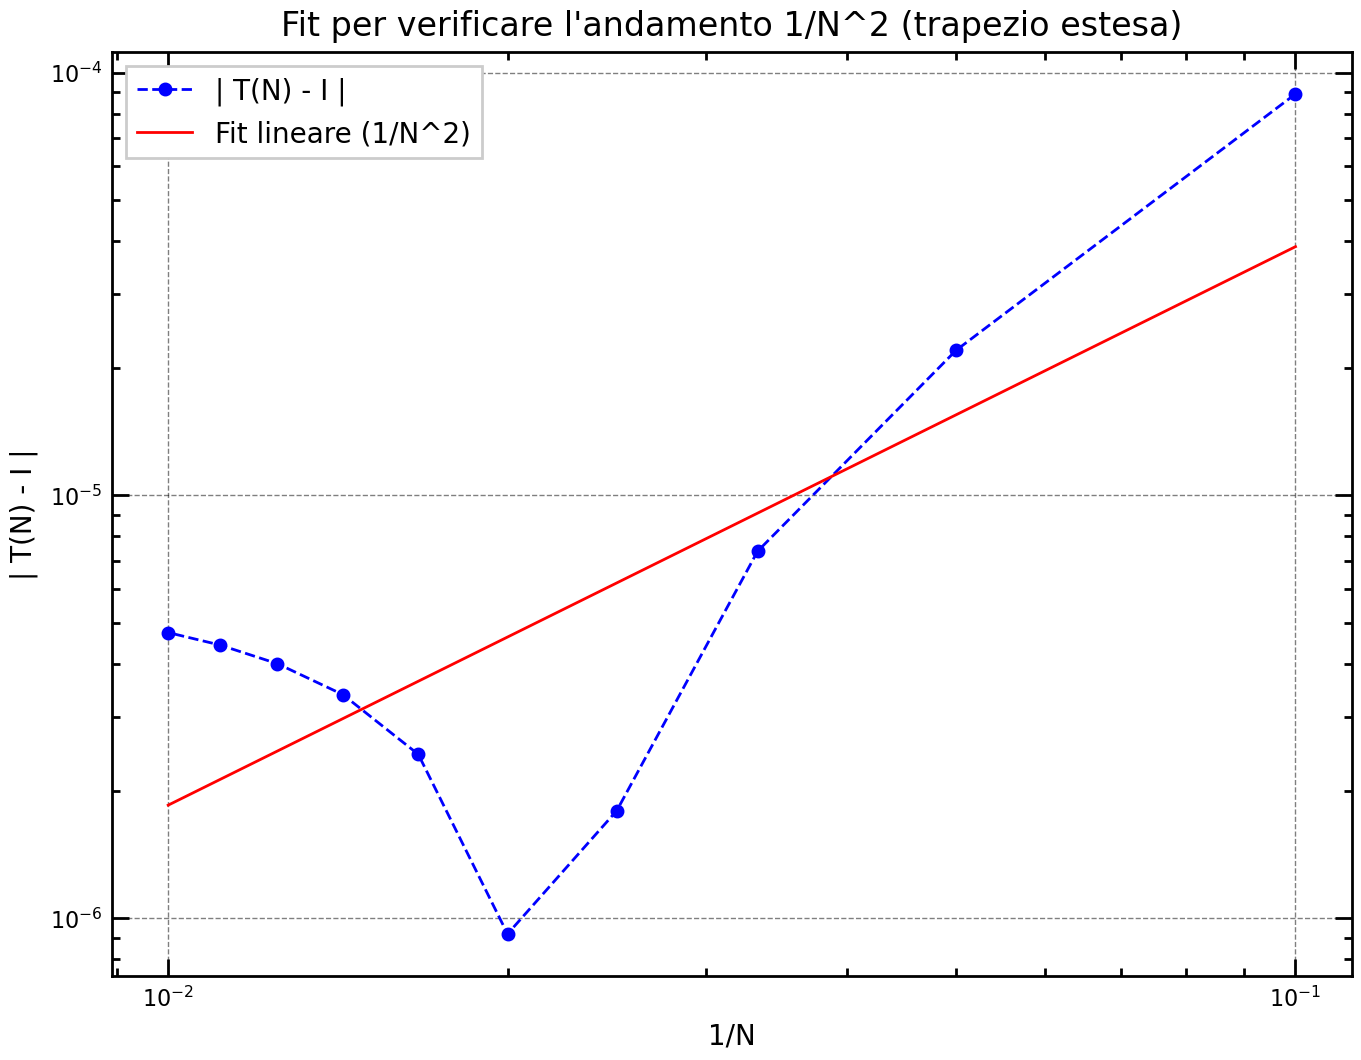 Fit per verificare l'andamento 1/N^2 (trapezio estesa)
| T(N) - I |
Fit lineare (1/N^2)
10⁻⁴
10⁻⁵
10⁻⁶
| T(N) - I |
10⁻²
10⁻¹
1/N